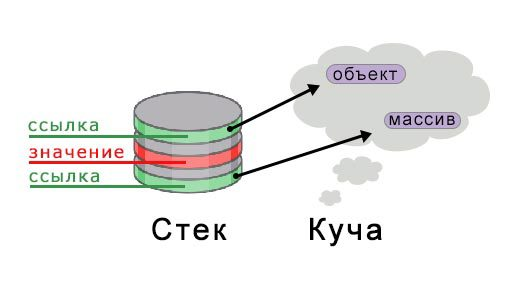 объект
массив
ссылка
значение
ссылка
Стек
Куча